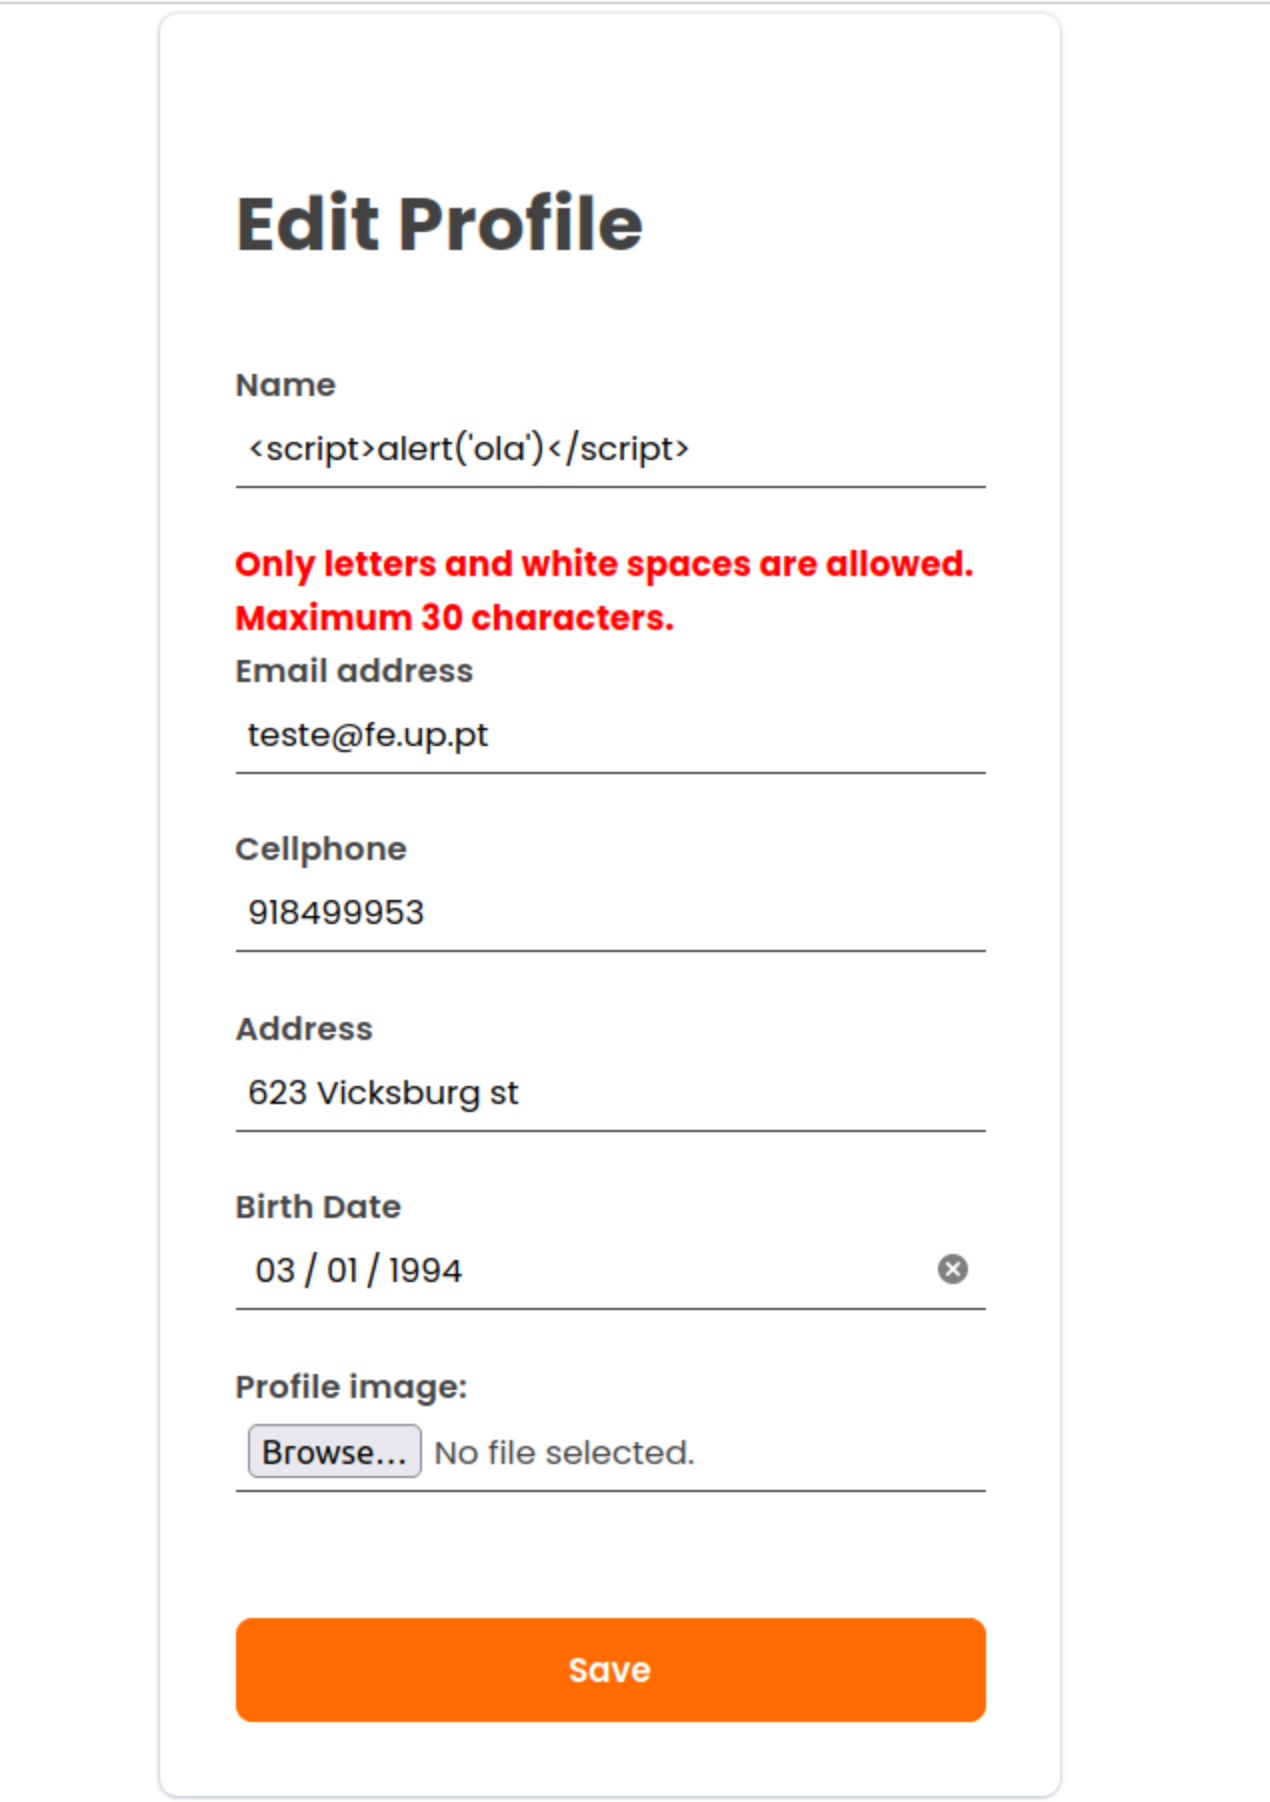 Edit Profile
Name
<script>alert('ola')</script>
Only letters and white spaces are allowed.
Maximum 30 characters.
Email address
teste@fe.up.pt
Cellphone
918499953
Address
623 Vicksburg st
Birth Date
03 / 01 / 1994
Profile image:
Browse... No file selected.
Save